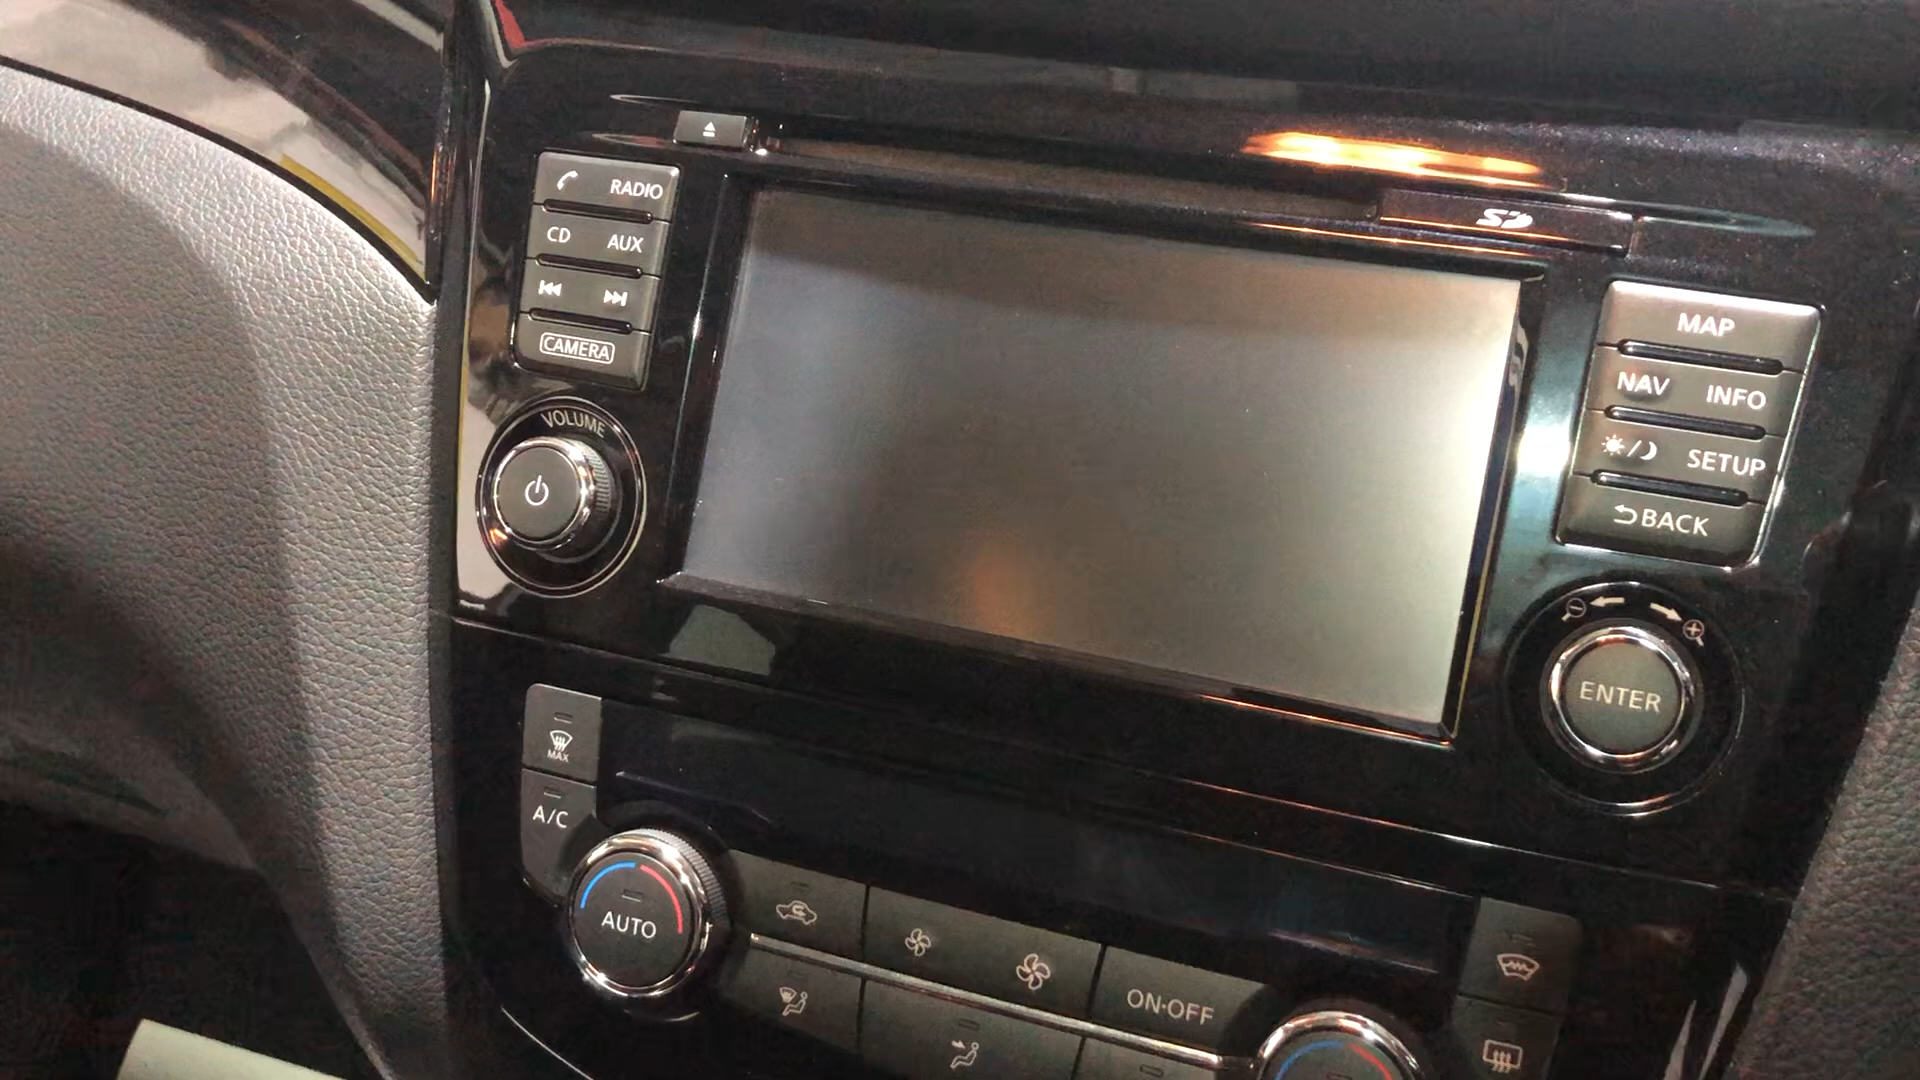 RADIO
CD AUX
CAMERA
VOLUME
SD
MAP
NAV INFO
SETUP
BACK
ENTER
MAX
A/C
AUTO
ON·OFF